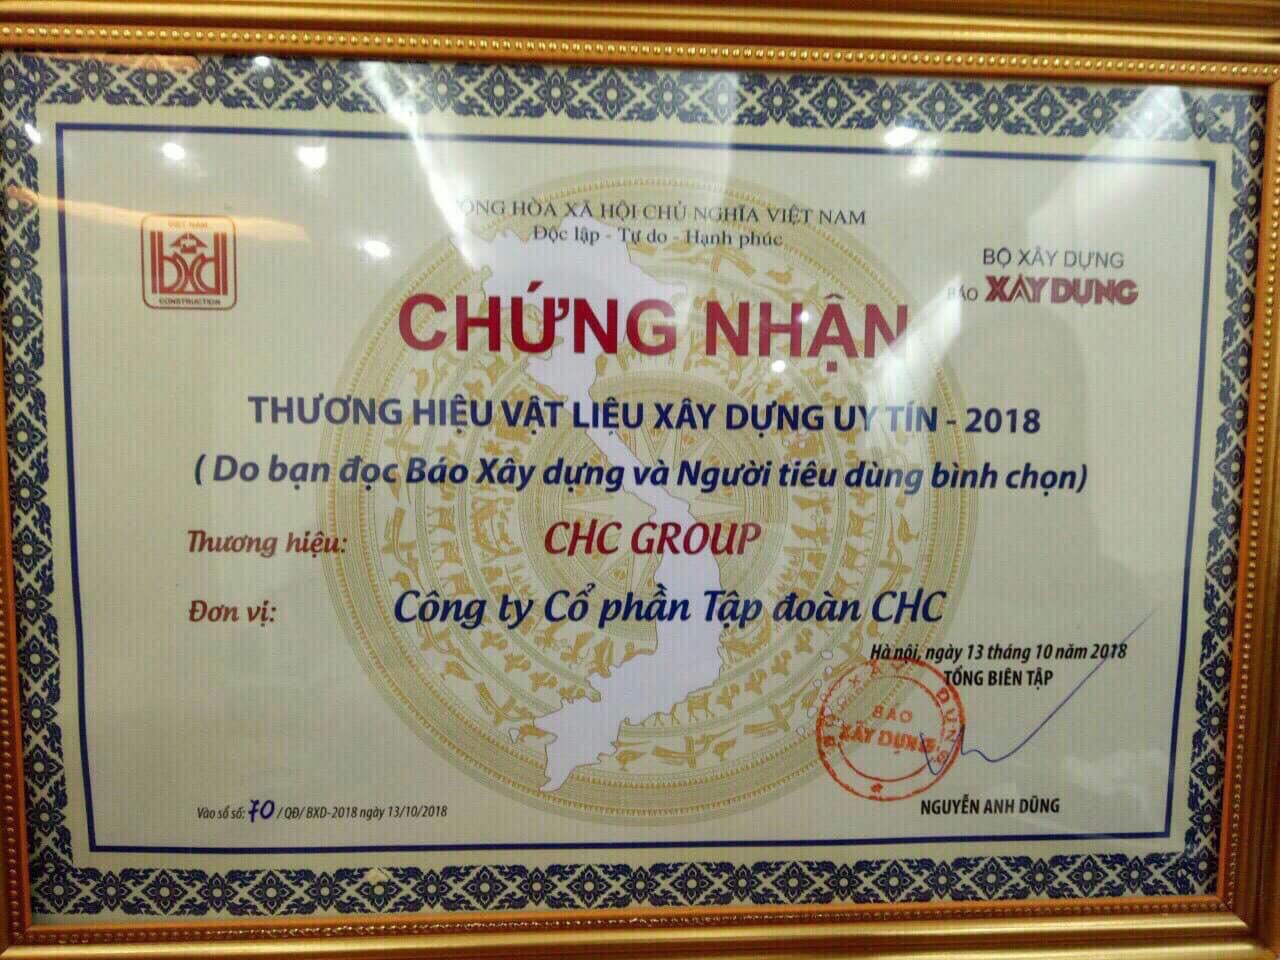 CỘNG HÒA XÃ HỘI CHỦ NGHĨA VIỆT NAM
Độc lập - Tự do - Hạnh phúc
VIỆT NAM
bxd
CONSTRUCTION
BỘ XÂY DỰNG
BÁO XÂY DỰNG
CHỨNG NHẬN
THƯƠNG HIỆU VẬT LIỆU XÂY DỰNG UY TÍN - 2018
( Do bạn đọc Báo Xây dựng và Người tiêu dùng bình chọn)
Thương hiệu: CHC GROUP
Đơn vị: Công ty Cổ phần Tập đoàn CHC
Hà nội, ngày 13 tháng 10 năm 2018
TỔNG BIÊN TẬP
BÁO
XÂY DỰNG
NGUYỄN ANH DŨNG
Vào sổ số: 70 / QĐ/ BXD-2018 ngày 13/10/2018